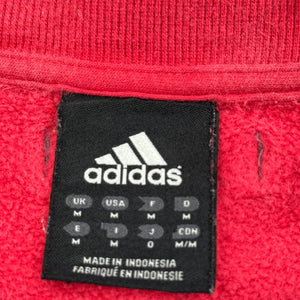 adidas
UK USA F D
M M M M
E I J CDN
M M O M/M
MADE IN INDONESIA
FABRIQUÉ EN INDONESIE